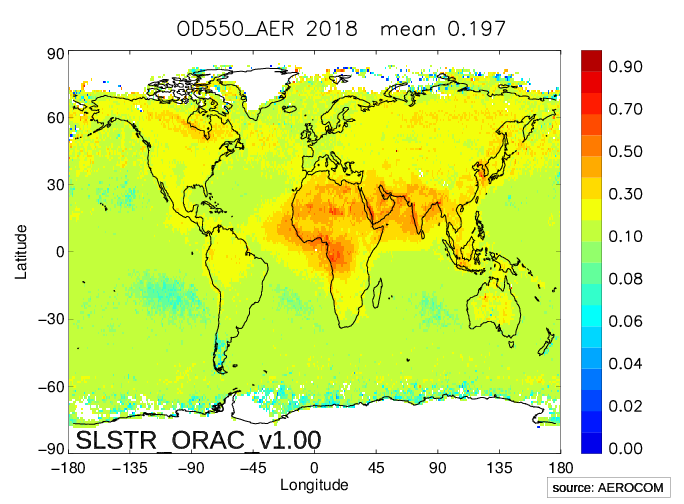 OD550_AER 2018 mean 0.197
90
60
30
0
−30
−60
−90
Latitude
−180 −135 −90 −45 0 45 90 135 180
Longitude
SLSTR_ORAC_v1.00
0.90
0.70
0.50
0.30
0.10
0.08
0.06
0.04
0.02
0.00
source: AEROCOM